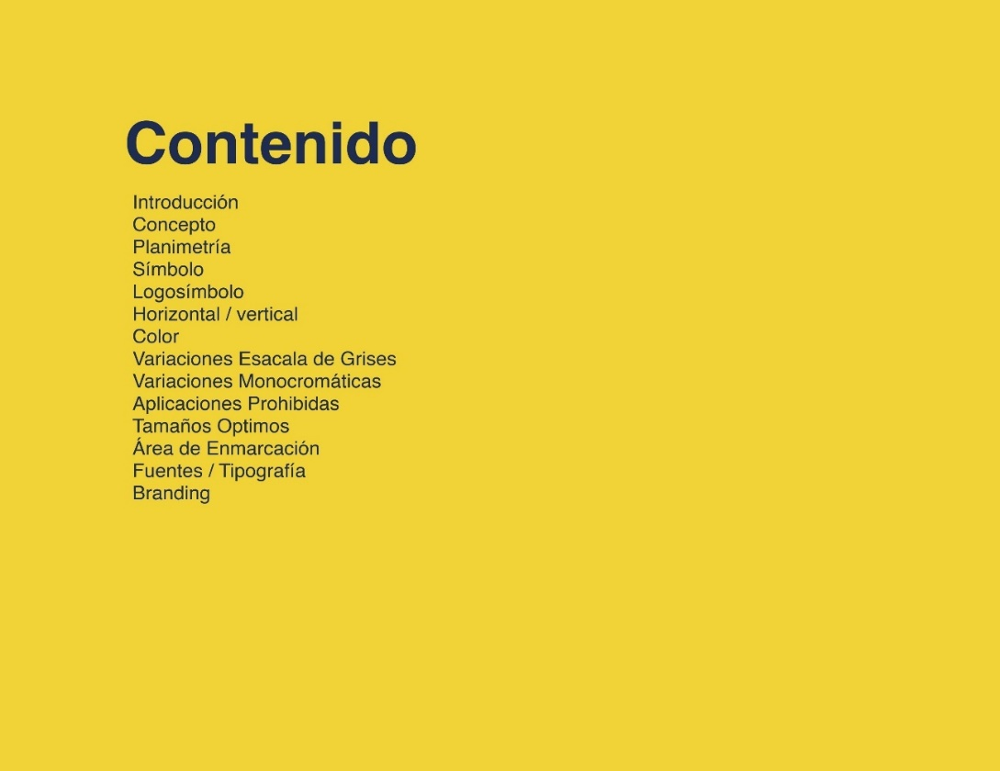 Contenido
Introducción
Concepto
Planimetría
Símbolo
Logosímbolo
Horizontal / vertical
Color
Variaciones Esacala de Grises
Variaciones Monocromáticas
Aplicaciones Prohibidas
Tamaños Optimos
Área de Enmarcación
Fuentes / Tipografía
Branding